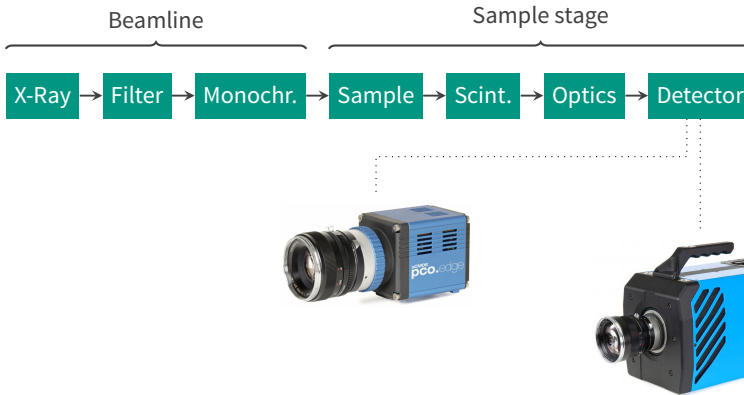 Beamline
Sample stage
X-Ray
Filter
Monochr.
Sample
Scint.
Optics
Detector
pco.edge